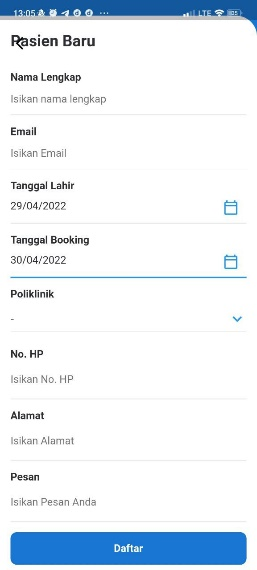 13:05
LTE
Pasien Baru
Nama Lengkap
Isikan nama lengkap
Email
Isikan Email
Tanggal Lahir
29/04/2022
Tanggal Booking
30/04/2022
Poliklinik
-
No. HP
Isikan No. HP
Alamat
Isikan Alamat
Pesan
Isikan Pesan Anda
Daftar